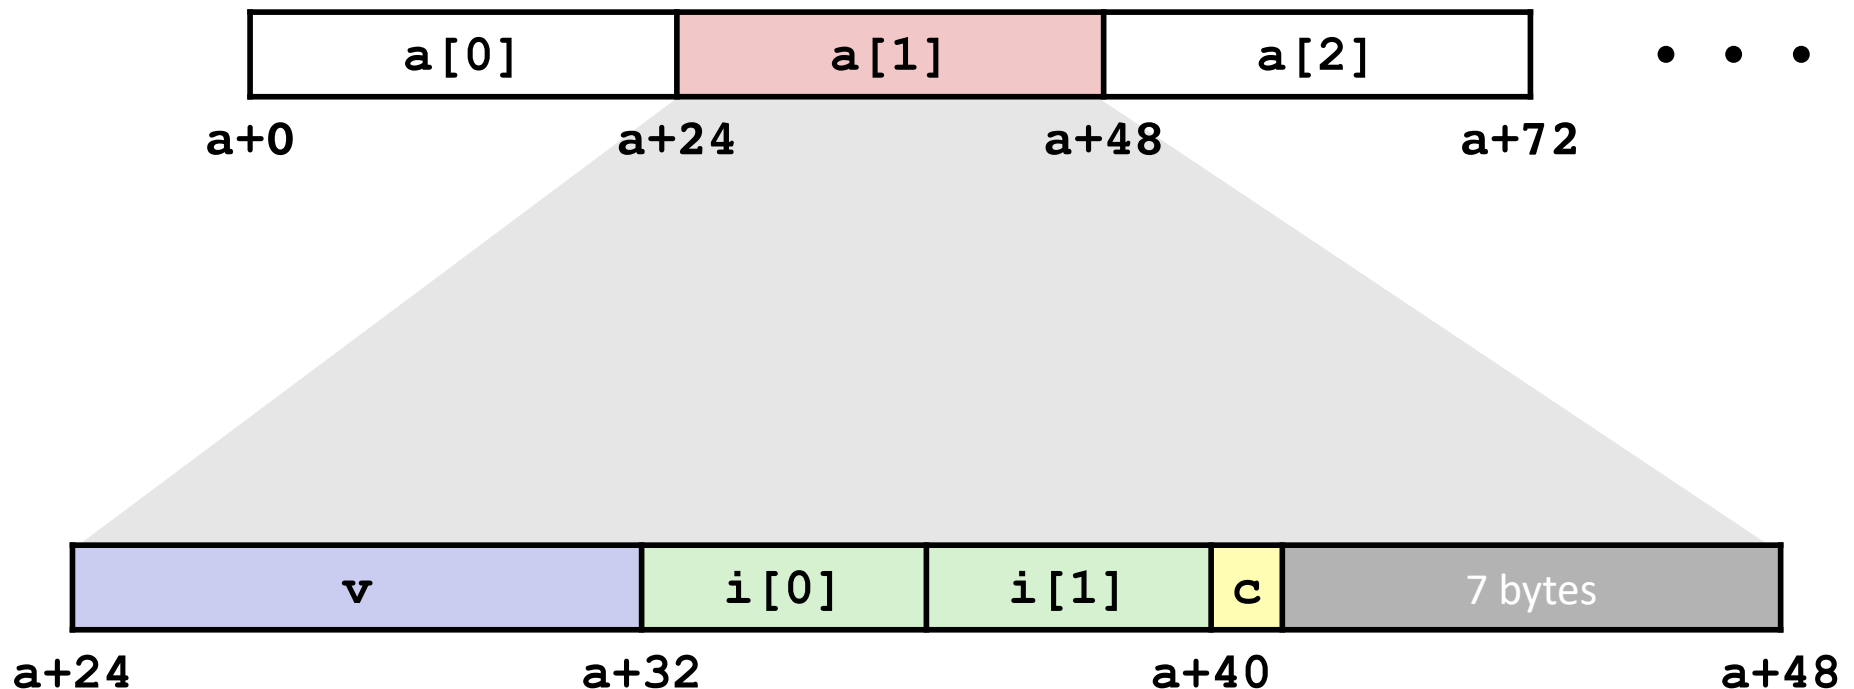 a[0] a[1] a[2] • • •
a+0 a+24 a+48 a+72
v i[0] i[1] c 7 bytes
a+24 a+32 a+40 a+48